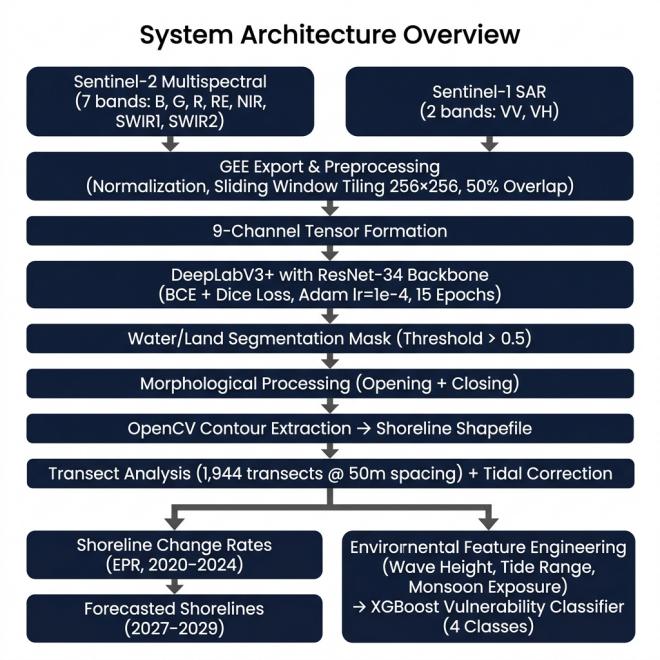 System Architecture Overview
Sentinel-2 Multispectral
(7 bands: B, G, R, RE, NIR,
SWIR1, SWIR2)
Sentinel-1 SAR
(2 bands: VV, VH)
GEE Export & Preprocessing
(Normalization, Sliding Window Tiling 256×256, 50% Overlap)
9-Channel Tensor Formation
DeepLabV3+ with ResNet-34 Backbone
(BCE + Dice Loss, Adam lr=1e-4, 15 Epochs)
Water/Land Segmentation Mask (Threshold > 0.5)
Morphological Processing (Opening + Closing)
OpenCV Contour Extraction → Shoreline Shapefile
Transect Analysis (1,944 transects @ 50m spacing) + Tidal Correction
Shoreline Change Rates
(EPR, 2020-2024)
Forecasted Shorelines
(2027-2029)
Environmental Feature Engineering
(Wave Height, Tide Range,
Monsoon Exposure)
→ XGBoost Vulnerability Classifier
(4 Classes)